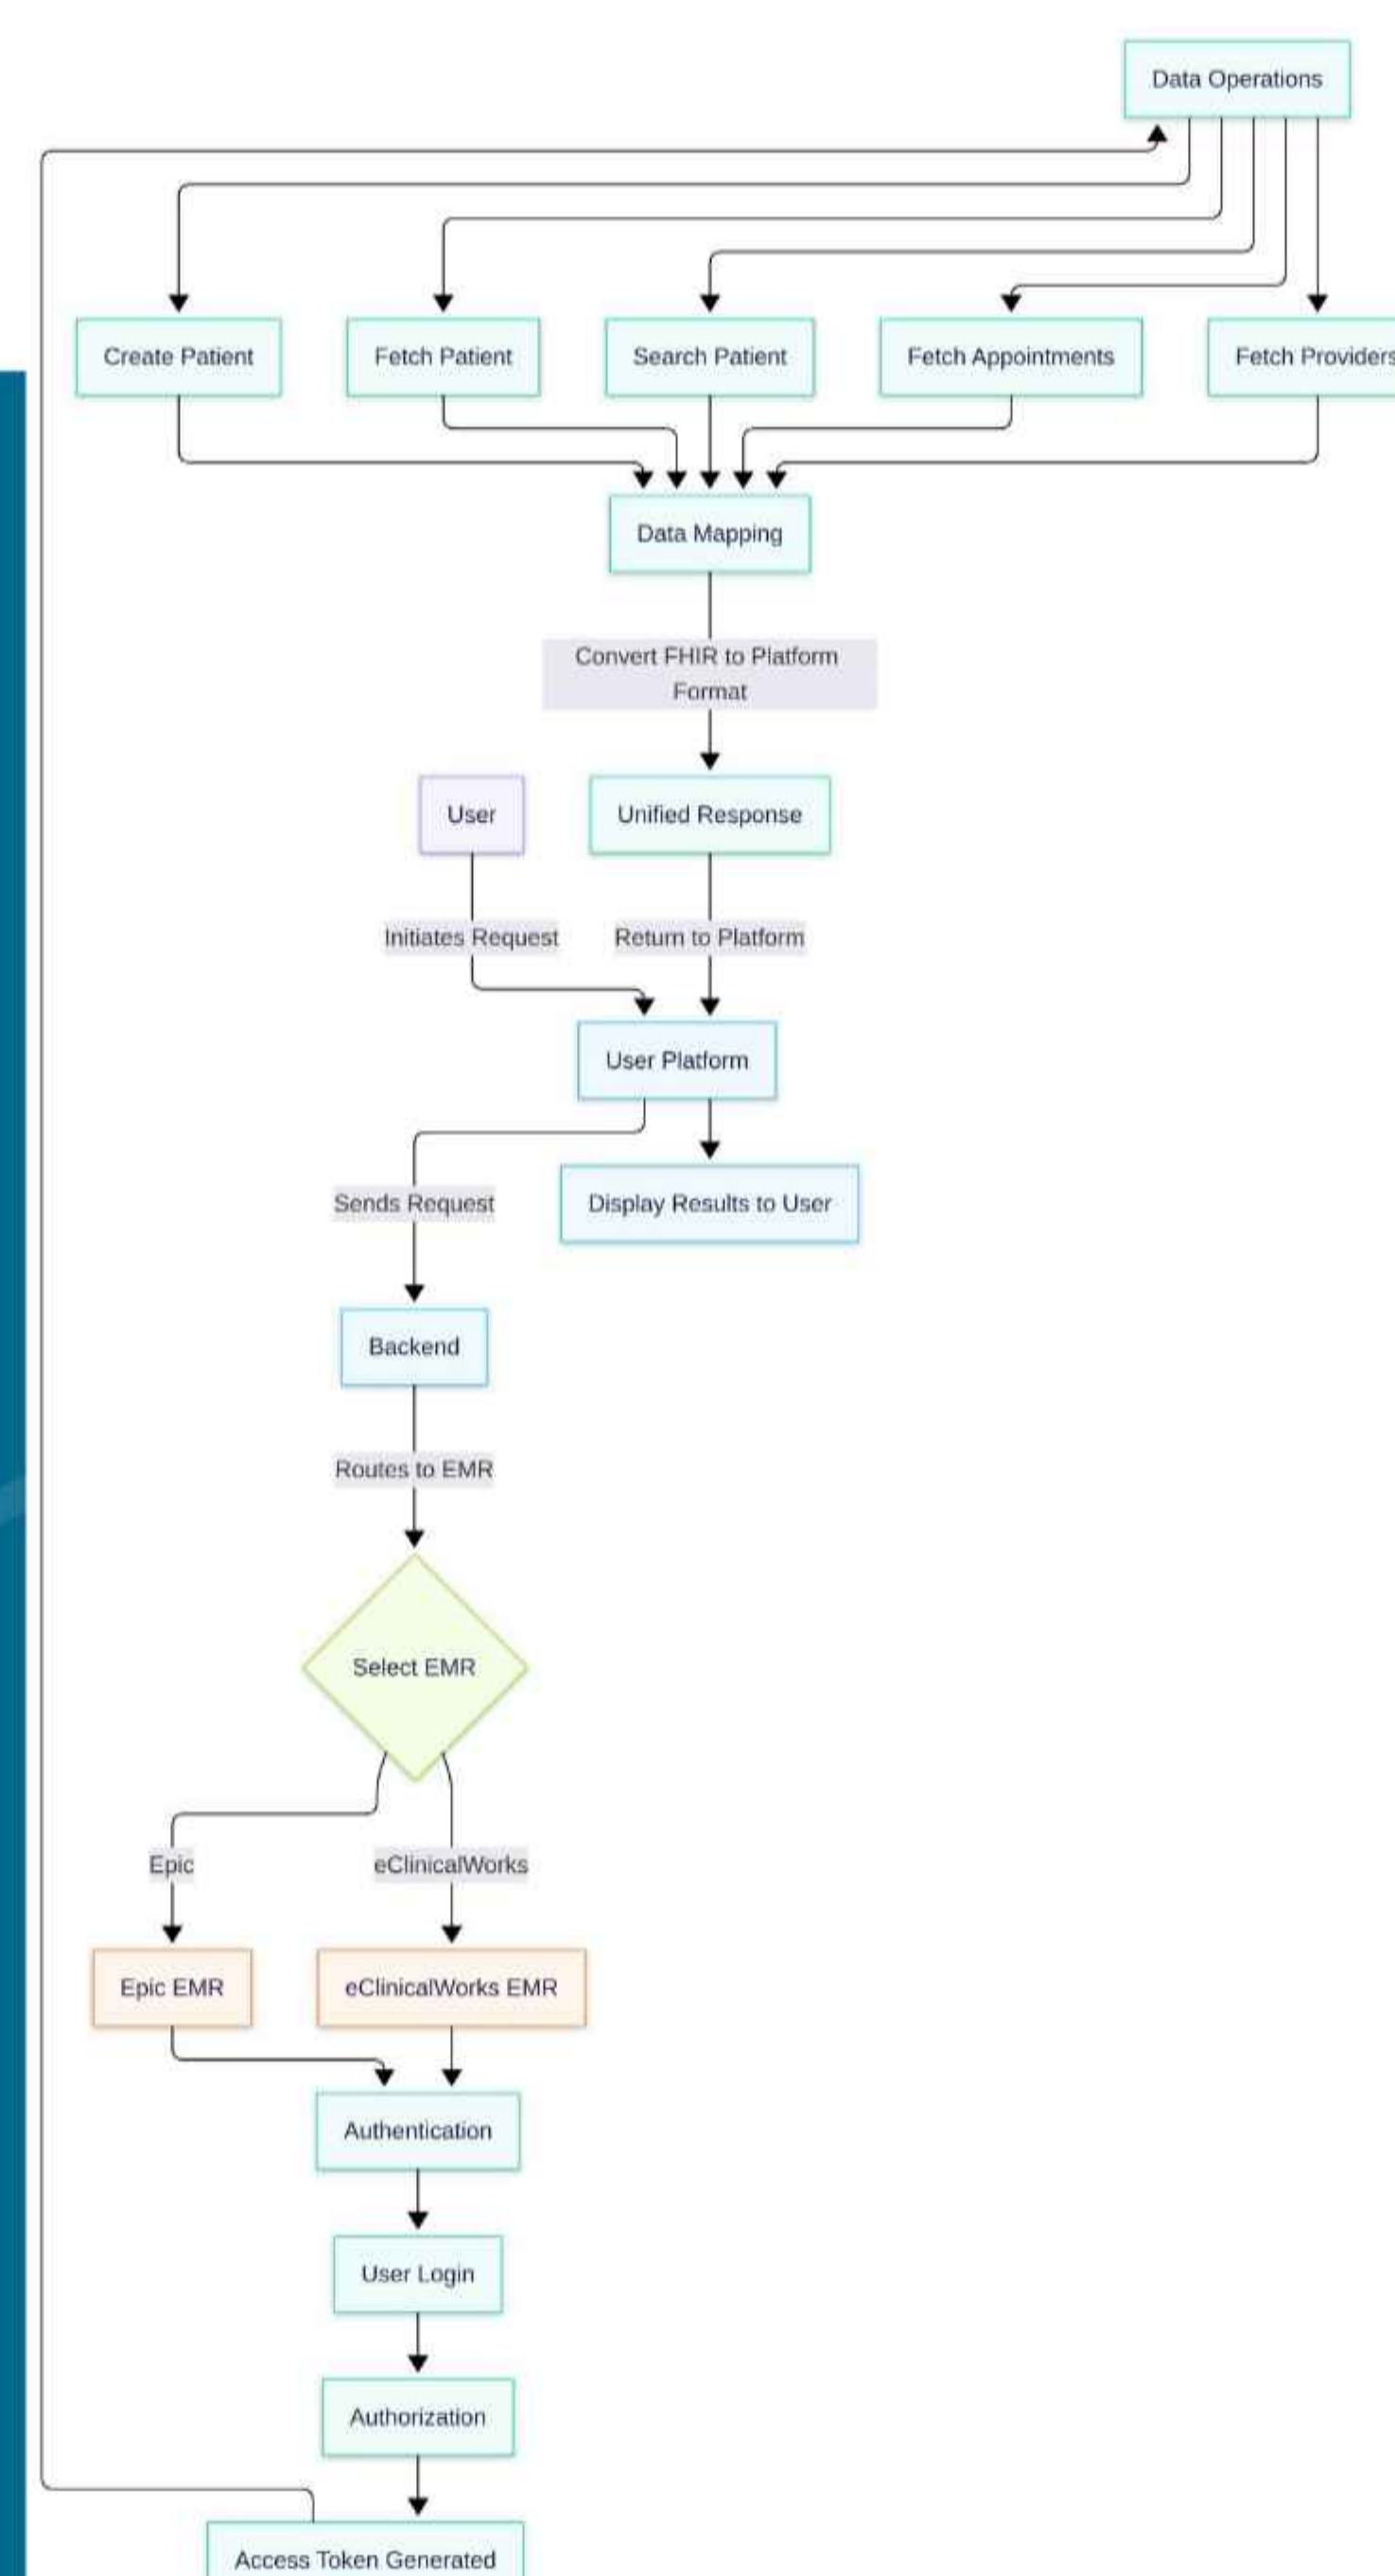 Data Operations
Create Patient
Fetch Patient
Search Patient
Fetch Appointments
Fetch Providers
Data Mapping
Convert FHIR to Platform
Format
User
Unified Response
Initiates Request
Return to Platform
User Platform
Sends Request
Display Results to User
Backend
Routes to EMR
Select EMR
Epic
eClinicalWorks
Epic EMR
eClinicalWorks EMR
Authentication
User Login
Authorization
Access Token Generated